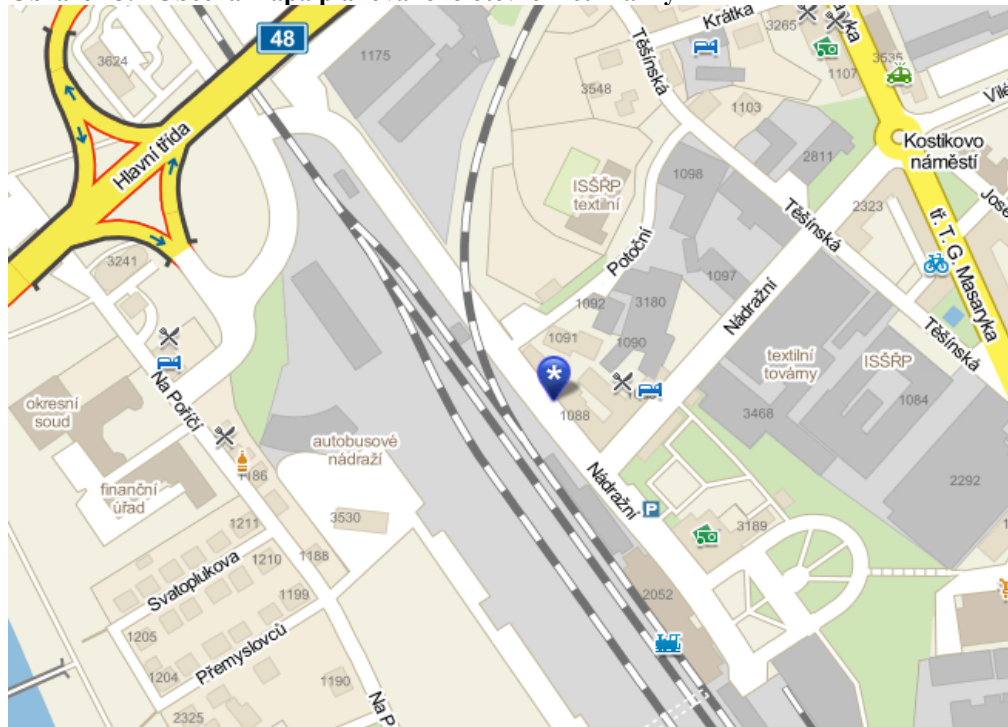 48
3624
1175
Krátka
3265
1107
3535
Těšínská
3548
1103
2811
Kostikovo
náměstí
Hlavní třída
ISŠŘP
textilní
1098
Těšínská
2323
tř. T. G. Masaryka
3241
Potoční
1097
1092
3180
Nádražní
1091
1090
Těšínská
Na Poříčí
textilní
továrny
ISŠŘP
1084
okresní
soud
*
1088
3468
autobusové
nádraží
1186
Nádražní
2292
finanční
úřad
1211
3530
P
3189
Svatoplukova
1210
1188
1199
2052
1205
Přemyslovců
1204
1190
2325